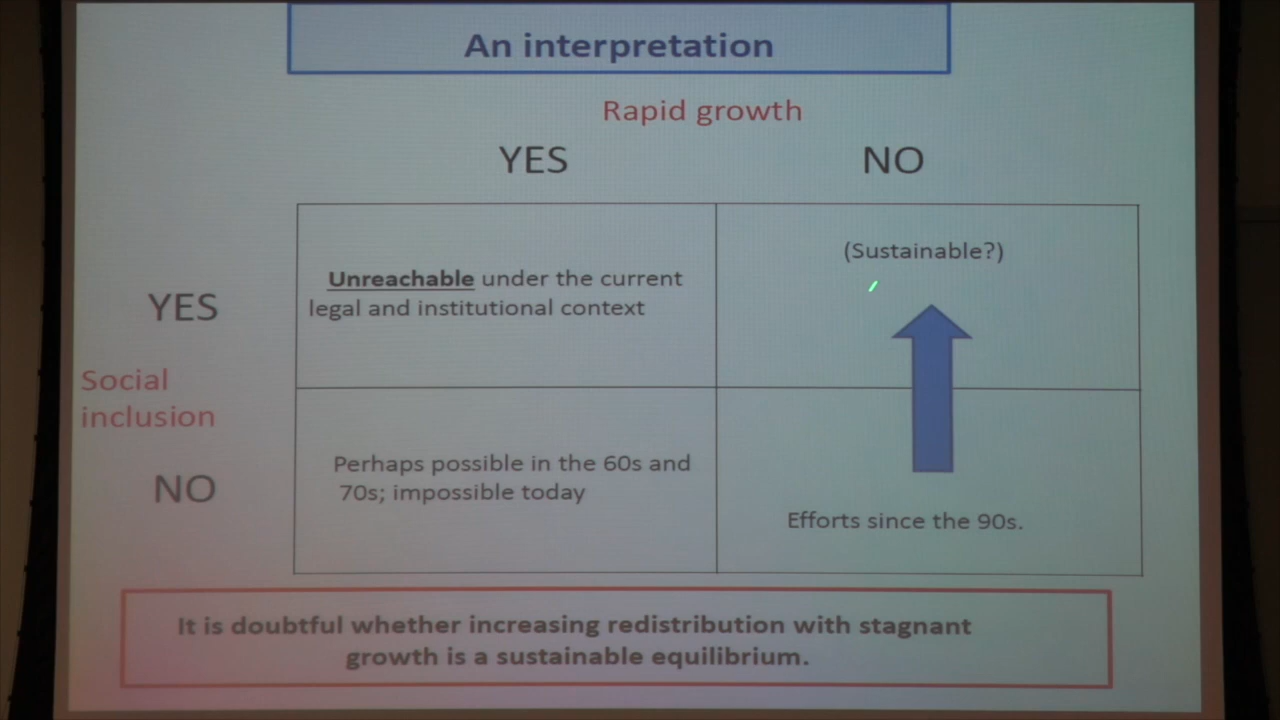 An interpretation
Rapid growth
YES
NO
(Sustainable?)
Unreachable under the current
legal and institutional context
YES
Social
inclusion
NO
Perhaps possible in the 60s and
70s; impossible today
Efforts since the 90s.
It is doubtful whether increasing redistribution with stagnant
growth is a sustainable equilibrium.